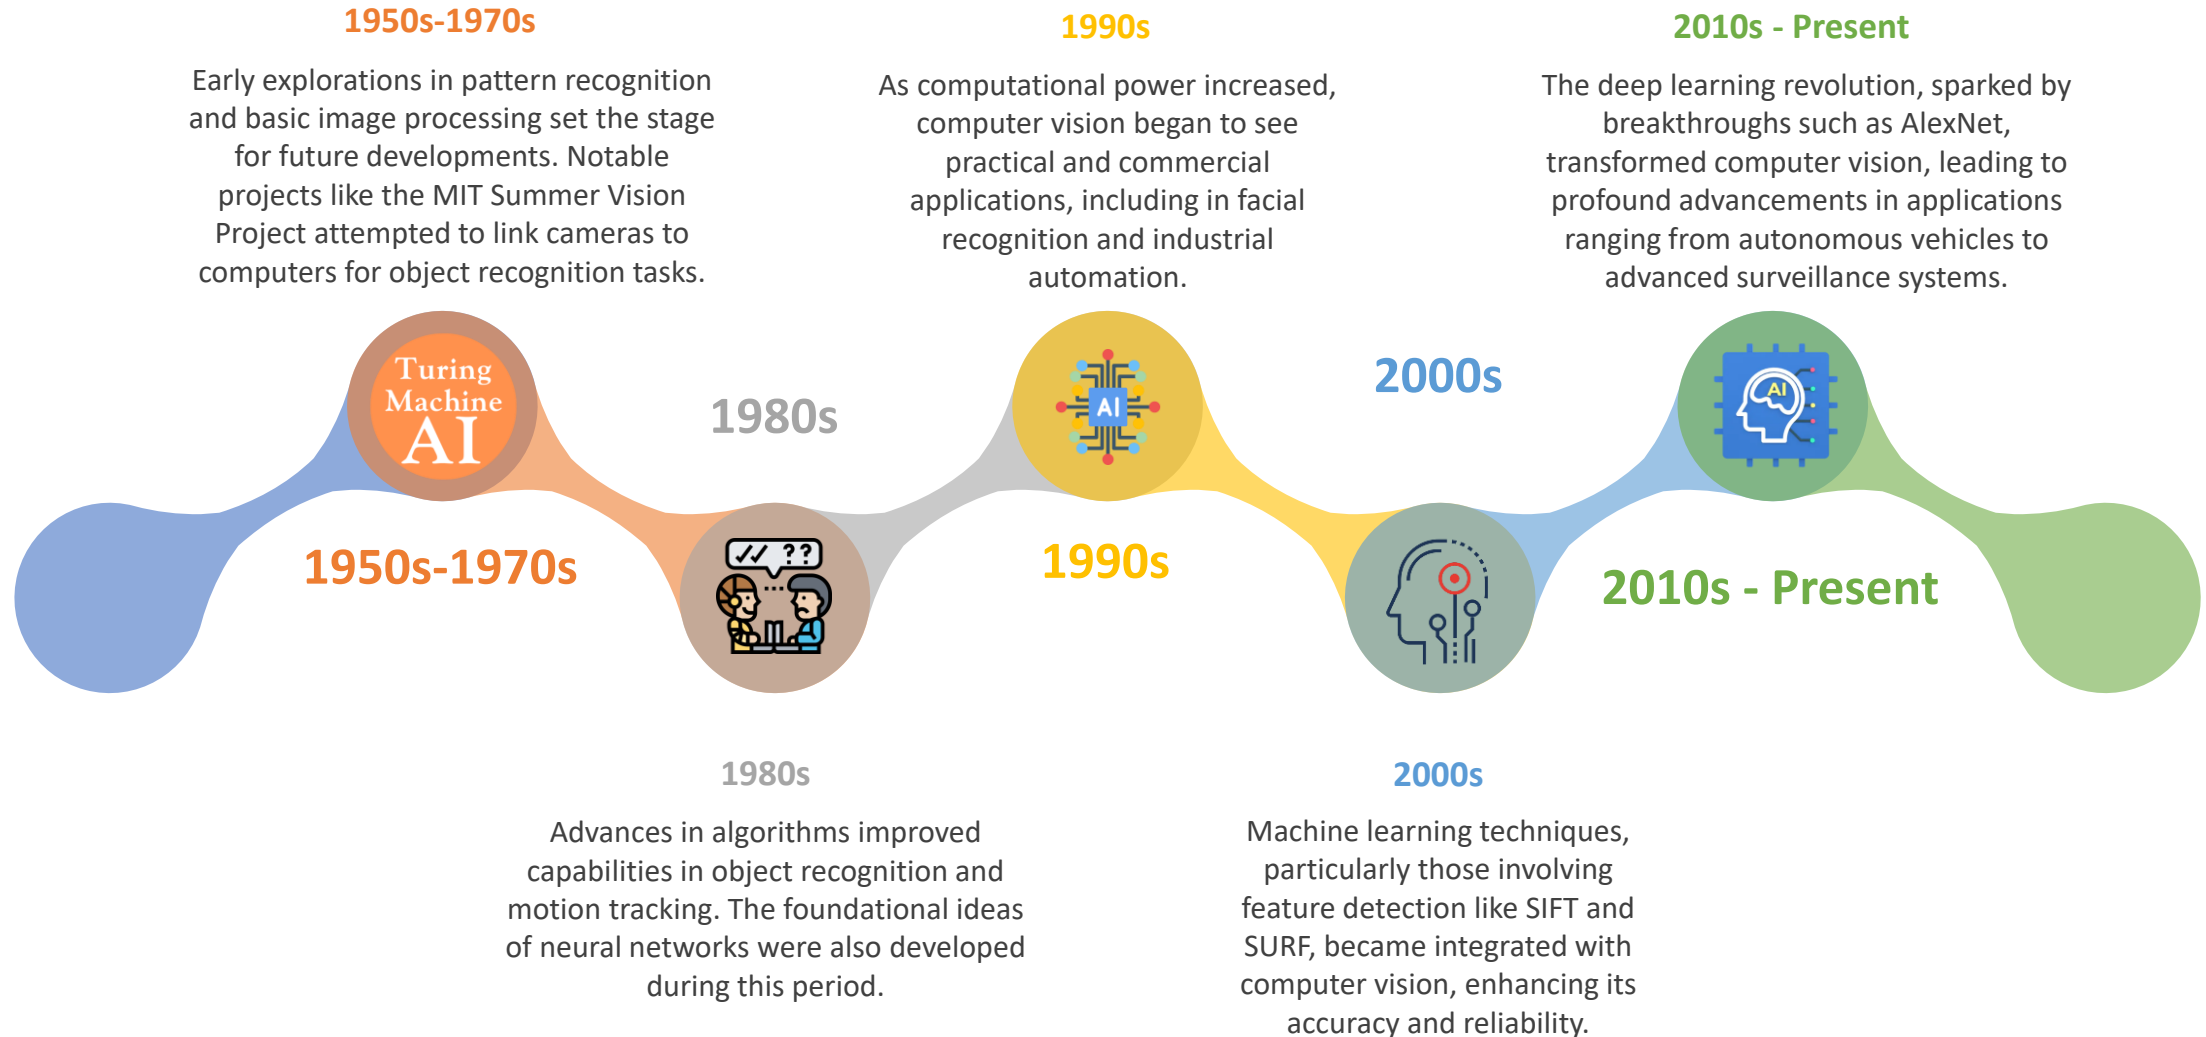 1950s-1970s
Early explorations in pattern recognition
and basic image processing set the stage
for future developments. Notable
projects like the MIT Summer Vision
Project attempted to link cameras to
computers for object recognition tasks.
1990s
As computational power increased,
computer vision began to see
practical and commercial
applications, including in facial
recognition and industrial
automation.
2010s - Present
The deep learning revolution, sparked by
breakthroughs such as AlexNet,
transformed computer vision, leading to
profound advancements in applications
ranging from autonomous vehicles to
advanced surveillance systems.
Turing
Machine
AI
1980s
AI
2000s
AI
1950s-1970s
??
1990s
2010s - Present
1980s
Advances in algorithms improved
capabilities in object recognition and
motion tracking. The foundational ideas
of neural networks were also developed
during this period.
2000s
Machine learning techniques,
particularly those involving
feature detection like SIFT and
SURF, became integrated with
computer vision, enhancing its
accuracy and reliability.